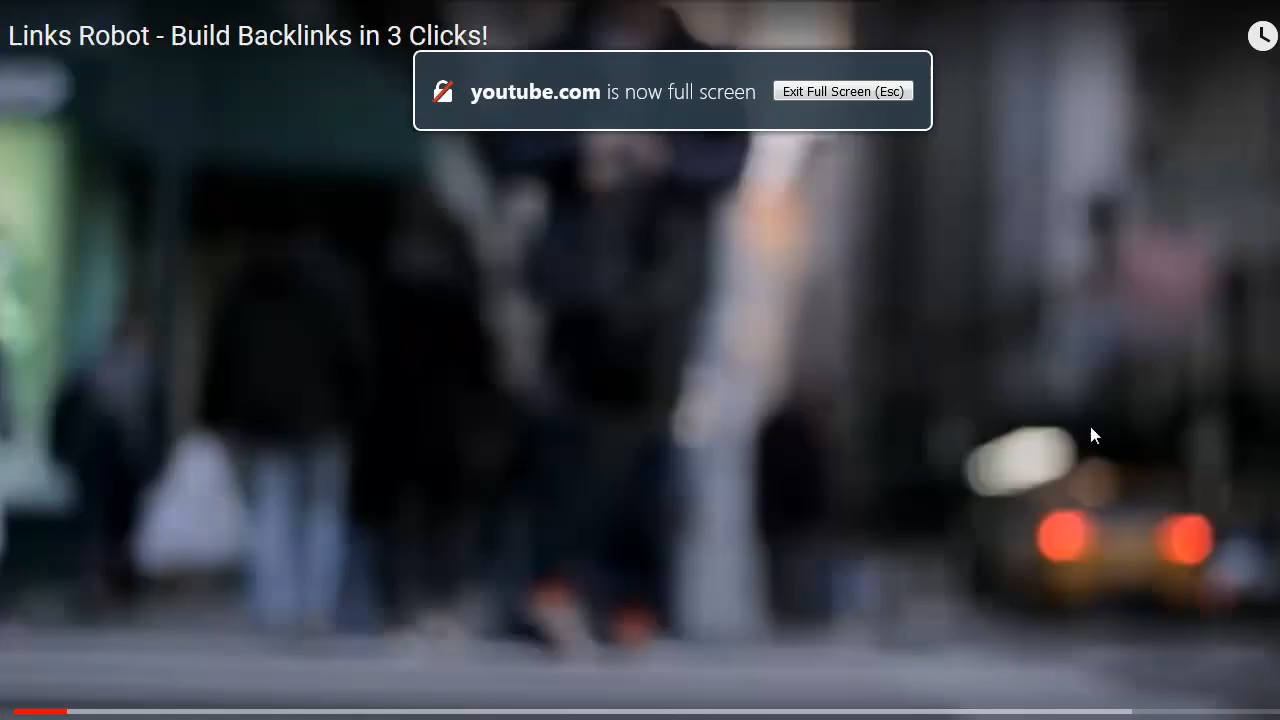 Links Robot - Build Backlinks in 3 Clicks!
youtube.com is now full screen
Exit Full Screen (Esc)